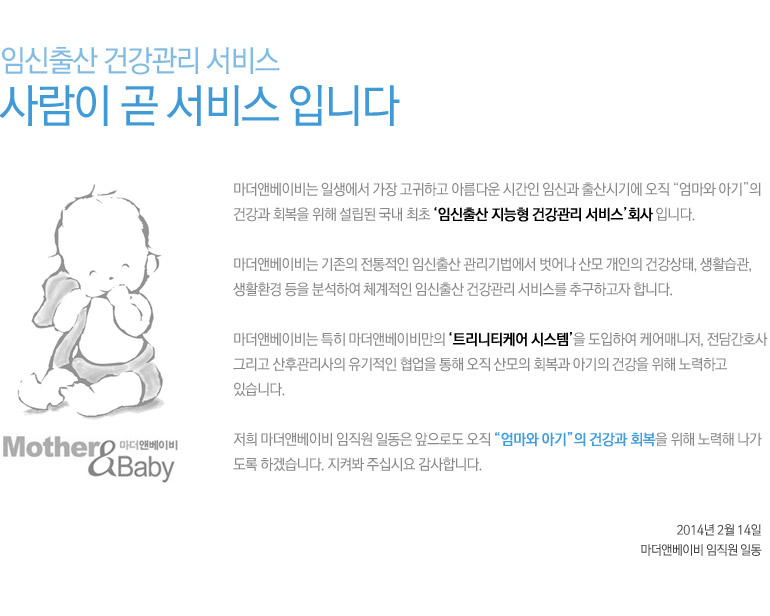 임신출산 건강관리 서비스
사람이 곧 서비스 입니다
마더앤베이비는 일생에서 가장 고귀하고 아름다운 시간인 임신과 출산시기에 오직 “엄마와 아기”의
건강과 회복을 위해 설립된 국내 최초 ‘임신출산 지능형 건강관리 서비스’회사 입니다.
마더앤베이비는 기존의 전통적인 임신출산 관리기법에서 벗어나 산모 개인의 건강상태, 생활습관,
생활환경 등을 분석하여 체계적인 임신출산 건강관리 서비스를 추구하고자 합니다.
마더앤베이비는 특히 마더앤베이비만의 ‘트리니티케어 시스템’을 도입하여 케어매니저, 전담간호사
그리고 산후관리사의 유기적인 협업을 통해 오직 산모의 회복과 아기의 건강을 위해 노력하고
있습니다.
저희 마더앤베이비 임직원 일동은 앞으로도 오직 “엄마와 아기”의 건강과 회복을 위해 노력해 나가
도록 하겠습니다. 지켜봐 주십시요 감사합니다.
Mother 마더앤베이비
&Baby
2014년 2월 14일
마더앤베이비 임직원 일동